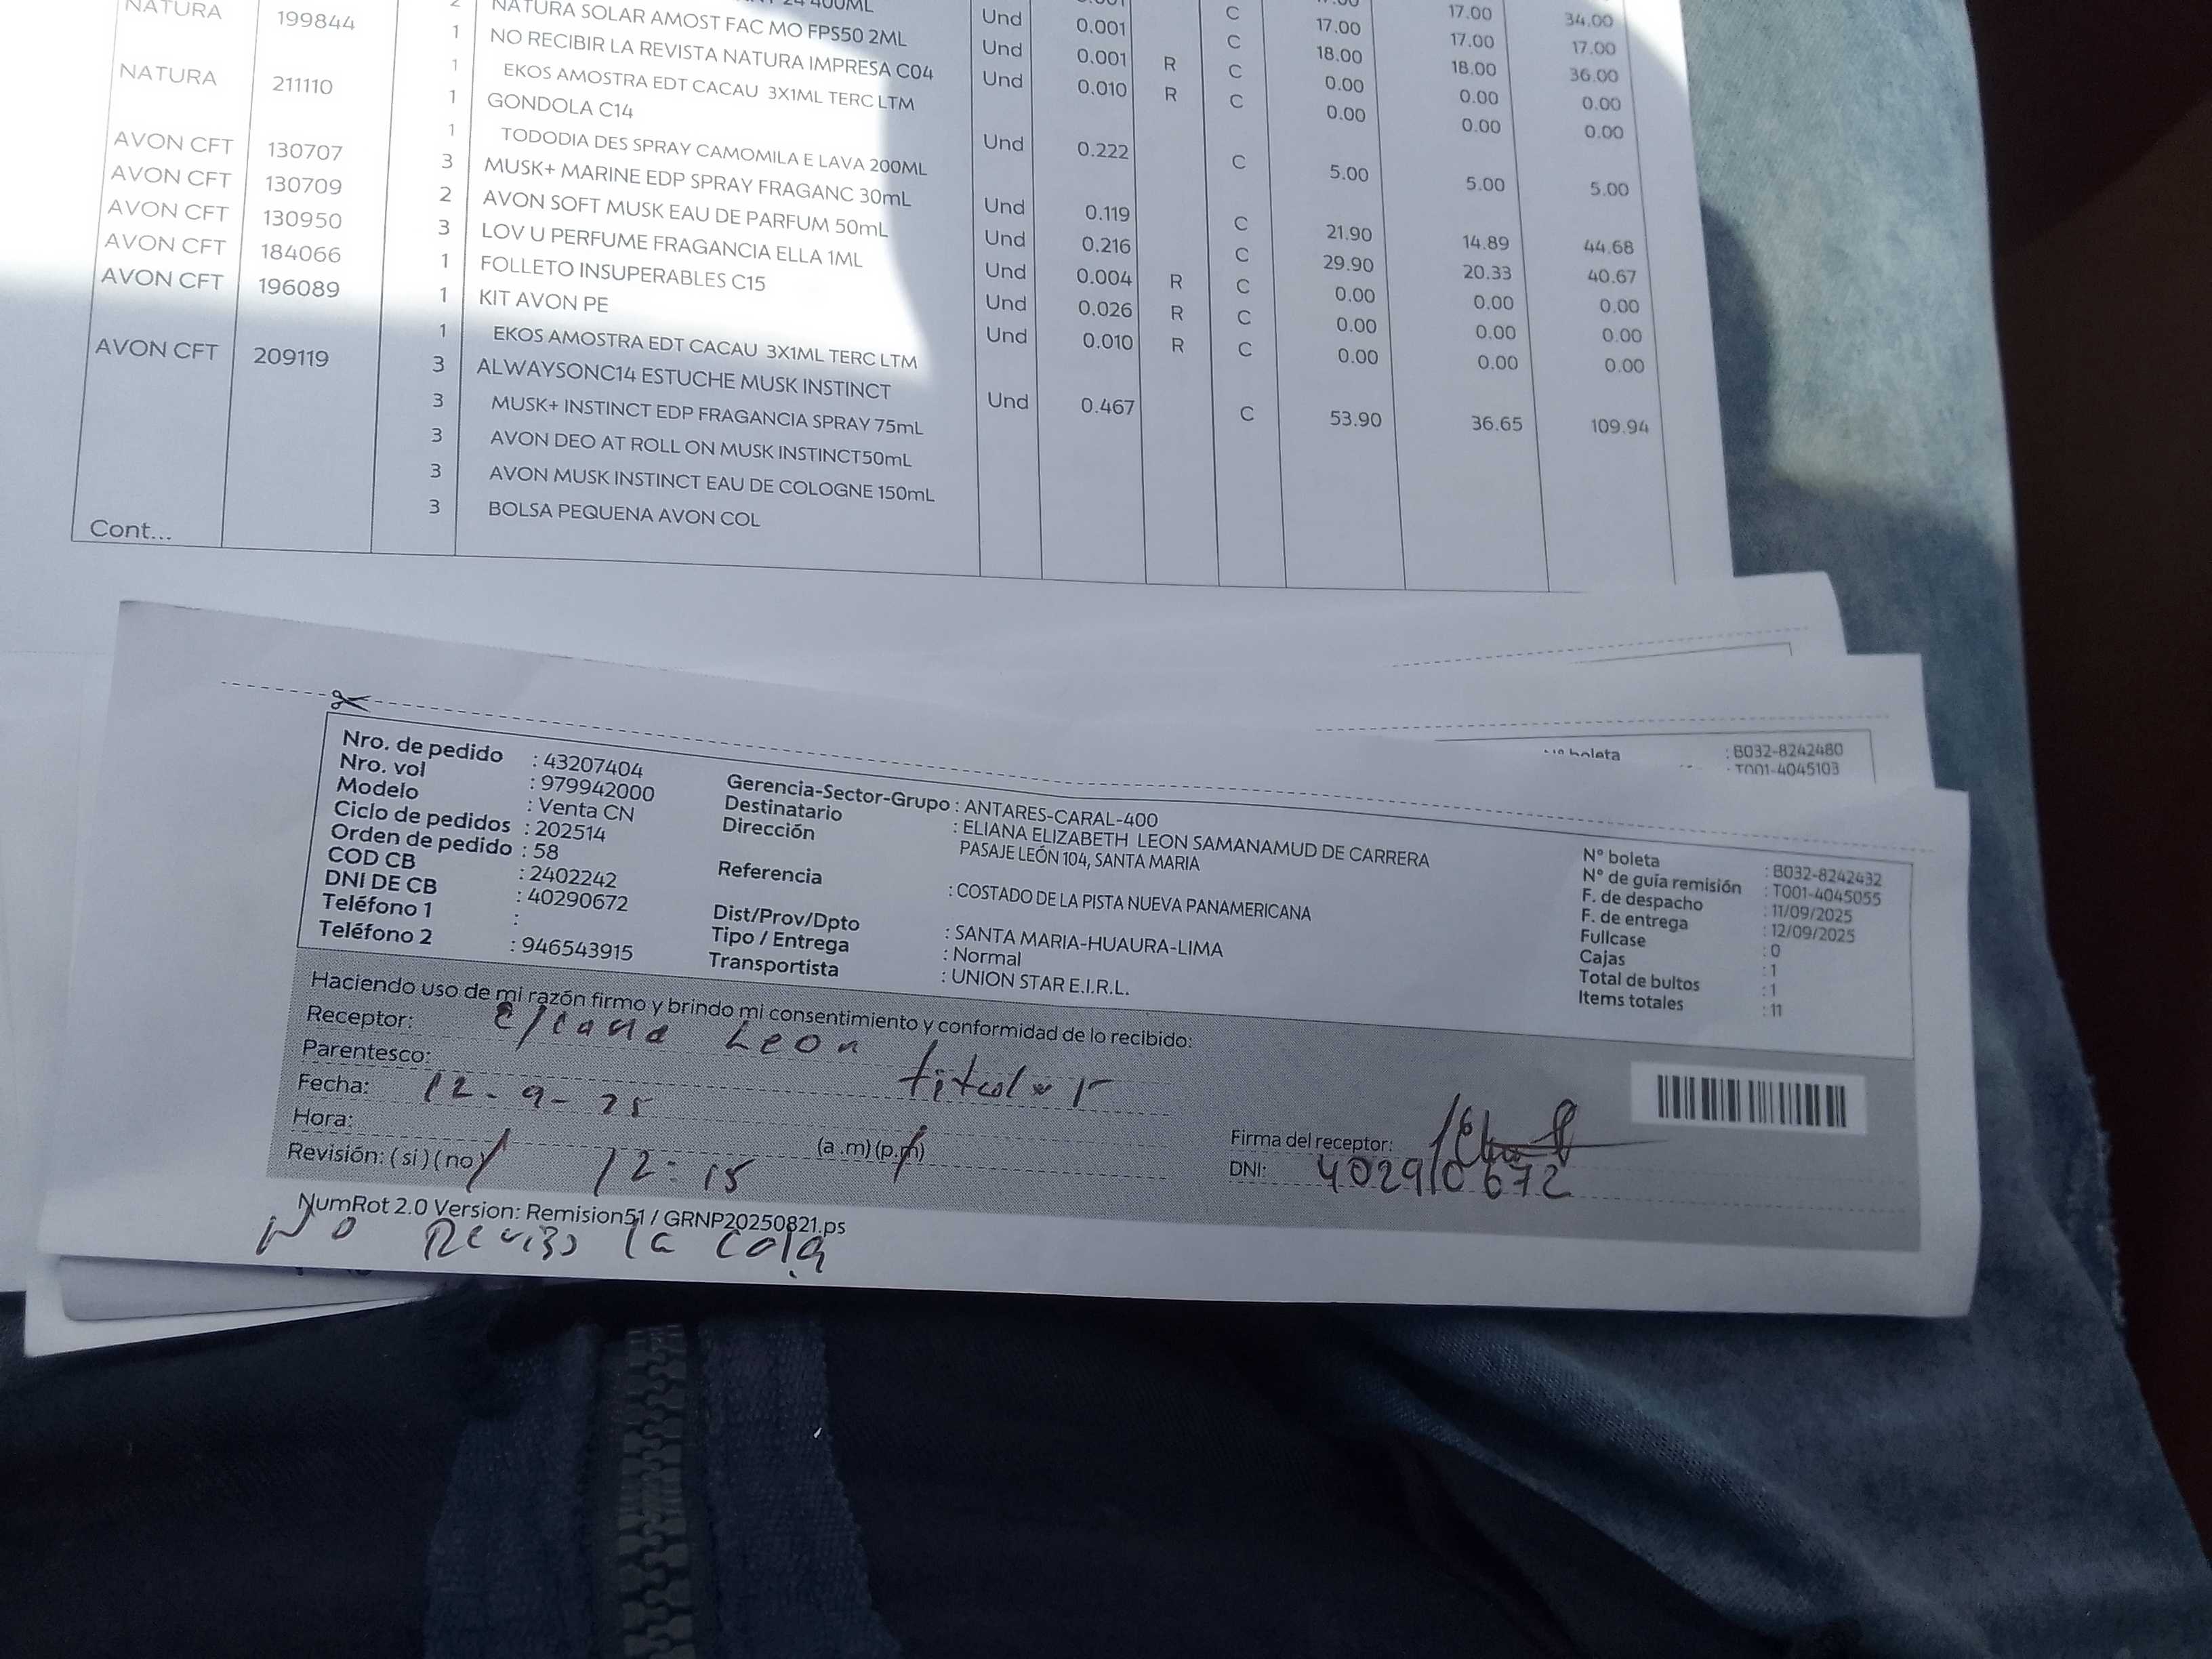 NATURA 199844 2 400ML 17.00 17.00 34.00
1 NATURA SOLAR AMOST FAC MO FPS50 2ML Und 0.001 C 17.00 17.00 17.00
1 NO RECIBIR LA REVISTA NATURA IMPRESA C04 Und 0.001 R C 18.00 18.00 36.00
NATURA 211110 1 EKOS AMOSTRA EDT CACAU 3X1ML TERC LTM Und 0.010 R C 0.00 0.00 0.00
1 GONDOLA C14 0.00 0.00 0.00
1 TODODIA DES SPRAY CAMOMILA E LAVA 200ML Und 0.222 C 5.00 5.00 5.00
AVON CFT 130707 3 MUSK+ MARINE EDP SPRAY FRAGANC 30mL Und 0.119 C 21.90 14.89 44.68
AVON CFT 130709 2 AVON SOFT MUSK EAU DE PARFUM 50mL Und 0.216 C 29.90 20.33 40.67
AVON CFT 130950 3 LOV U PERFUME FRAGANCIA ELLA 1ML Und 0.004 R C 0.00 0.00 0.00
AVON CFT 184066 1 FOLLETO INSUPERABLES C15 Und 0.026 R C 0.00 0.00 0.00
AVON CFT 196089 1 KIT AVON PE Und 0.010 R C 0.00 0.00 0.00
1 EKOS AMOSTRA EDT CACAU 3X1ML TERC LTM
AVON CFT 209119 3 ALWAYSONC14 ESTUCHE MUSK INSTINCT Und 0.467 C 53.90 36.65 109.94
3 MUSK+ INSTINCT EDP FRAGANCIA SPRAY 75mL
3 AVON DEO AT ROLL ON MUSK INSTINCT50mL
3 AVON MUSK INSTINCT EAU DE COLOGNE 150mL
3 BOLSA PEQUENA AVON COL
Cont...
N° boleta : B032-8242480
: T001-4045103
Nro. de pedido : 43207404
Nro. vol : 979942000
Modelo : Venta CN
Ciclo de pedidos : 202514
Orden de pedido : 58
COD CB : 2402242
DNI DE CB : 40290672
Teléfono 1 :
Teléfono 2 : 946543915
Gerencia-Sector-Grupo : ANTARES-CARAL-400
Destinatario : ELIANA ELIZABETH LEON SAMANAMUD DE CARRERA
Dirección PASAJE LEÓN 104, SANTA MARIA
Referencia : COSTADO DE LA PISTA NUEVA PANAMERICANA
Dist/Prov/Dpto : SANTA MARIA-HUAURA-LIMA
Tipo / Entrega : Normal
Transportista : UNION STAR E.I.R.L.
N° boleta : B032-8242432
N° de guía remisión : T001-4045055
F. de despacho : 11/09/2025
F. de entrega : 12/09/2025
Fullcase : 0
Cajas : 1
Total de bultos : 1
Items totales : 11
Haciendo uso de mi razón firmo y brindo mi consentimiento y conformidad de lo recibido:
Receptor: Eliana Leon
Parentesco: titular
Fecha: 12-9-25
Hora: 12:15 (a.m) (p.m)
Revisión: (si) (no)
Firma del receptor:
DNI: 40290672
NumRot 2.0 Version: Remision51 / GRNP20250821.ps
No Reviso la caja